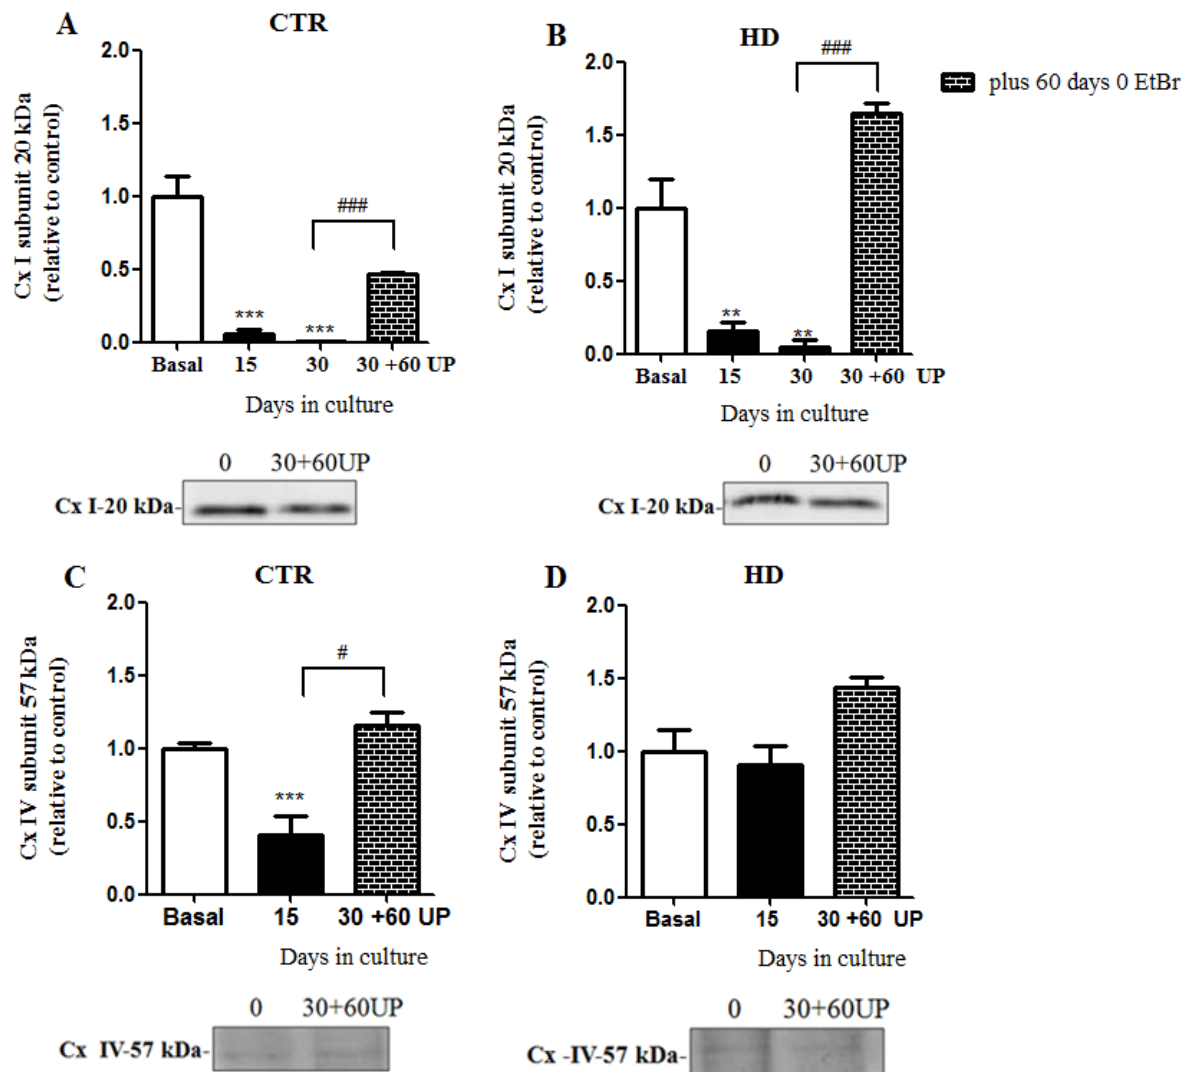 A
CTR
Cx I subunit 20 kDa
(relative to control)
2.0
1.5
1.0
0.5
0.0
***
***
###
Basal
15
30
30 +60 UP
Days in culture
0
30+60UP
Cx I-20 kDa-
B
HD
Cx I subunit 20 kDa
(relative to control)
2.0
1.5
1.0
0.5
0.0
**
**
###
Basal
15
30
30 +60 UP
Days in culture
plus 60 days 0 EtBr
0
30+60UP
Cx I-20 kDa-
C
CTR
Cx IV subunit 57 kDa
(relative to control)
2.0
1.5
1.0
0.5
0.0
***
#
Basal
15
30 +60 UP
Days in culture
0
30+60UP
Cx IV-57 kDa-
D
HD
Cx IV subunit 57 kDa
(relative to control)
2.0
1.5
1.0
0.5
0.0
Basal
15
30 +60 UP
Days in culture
0
30+60UP
Cx -IV-57 kDa-